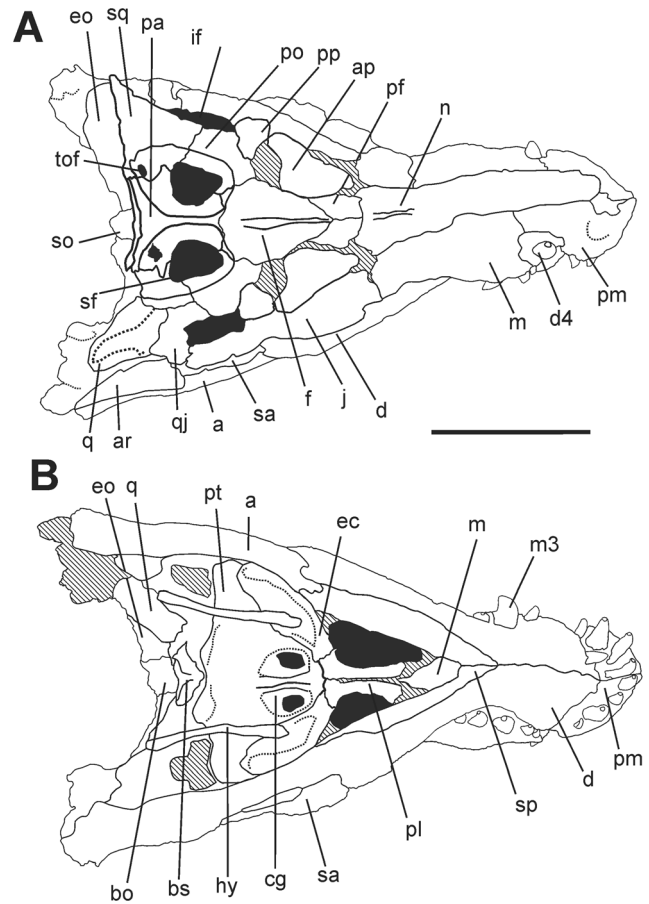 A
eo sq pa if po pp ap pf n
tof
so
sf
q ar qj a sa f j d m d4 pm
B
eo q pt a ec m m3
bo bs hy cg sa pl sp d pm